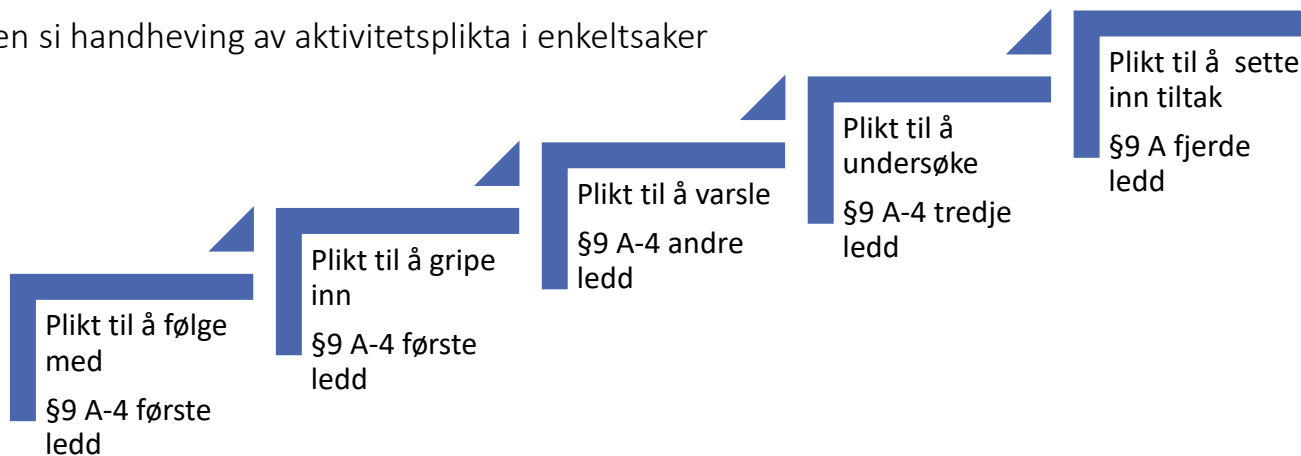 en si handheving av aktivitetsplikta i enkeltsaker
Plikt til å følge
med
§9 A-4 første
ledd
Plikt til å gripe
inn
§9 A-4 første
ledd
Plikt til å varsle
§9 A-4 andre
ledd
Plikt til å
undersøke
§9 A-4 tredje
ledd
Plikt til å  sette
inn tiltak
§9 A fjerde
ledd